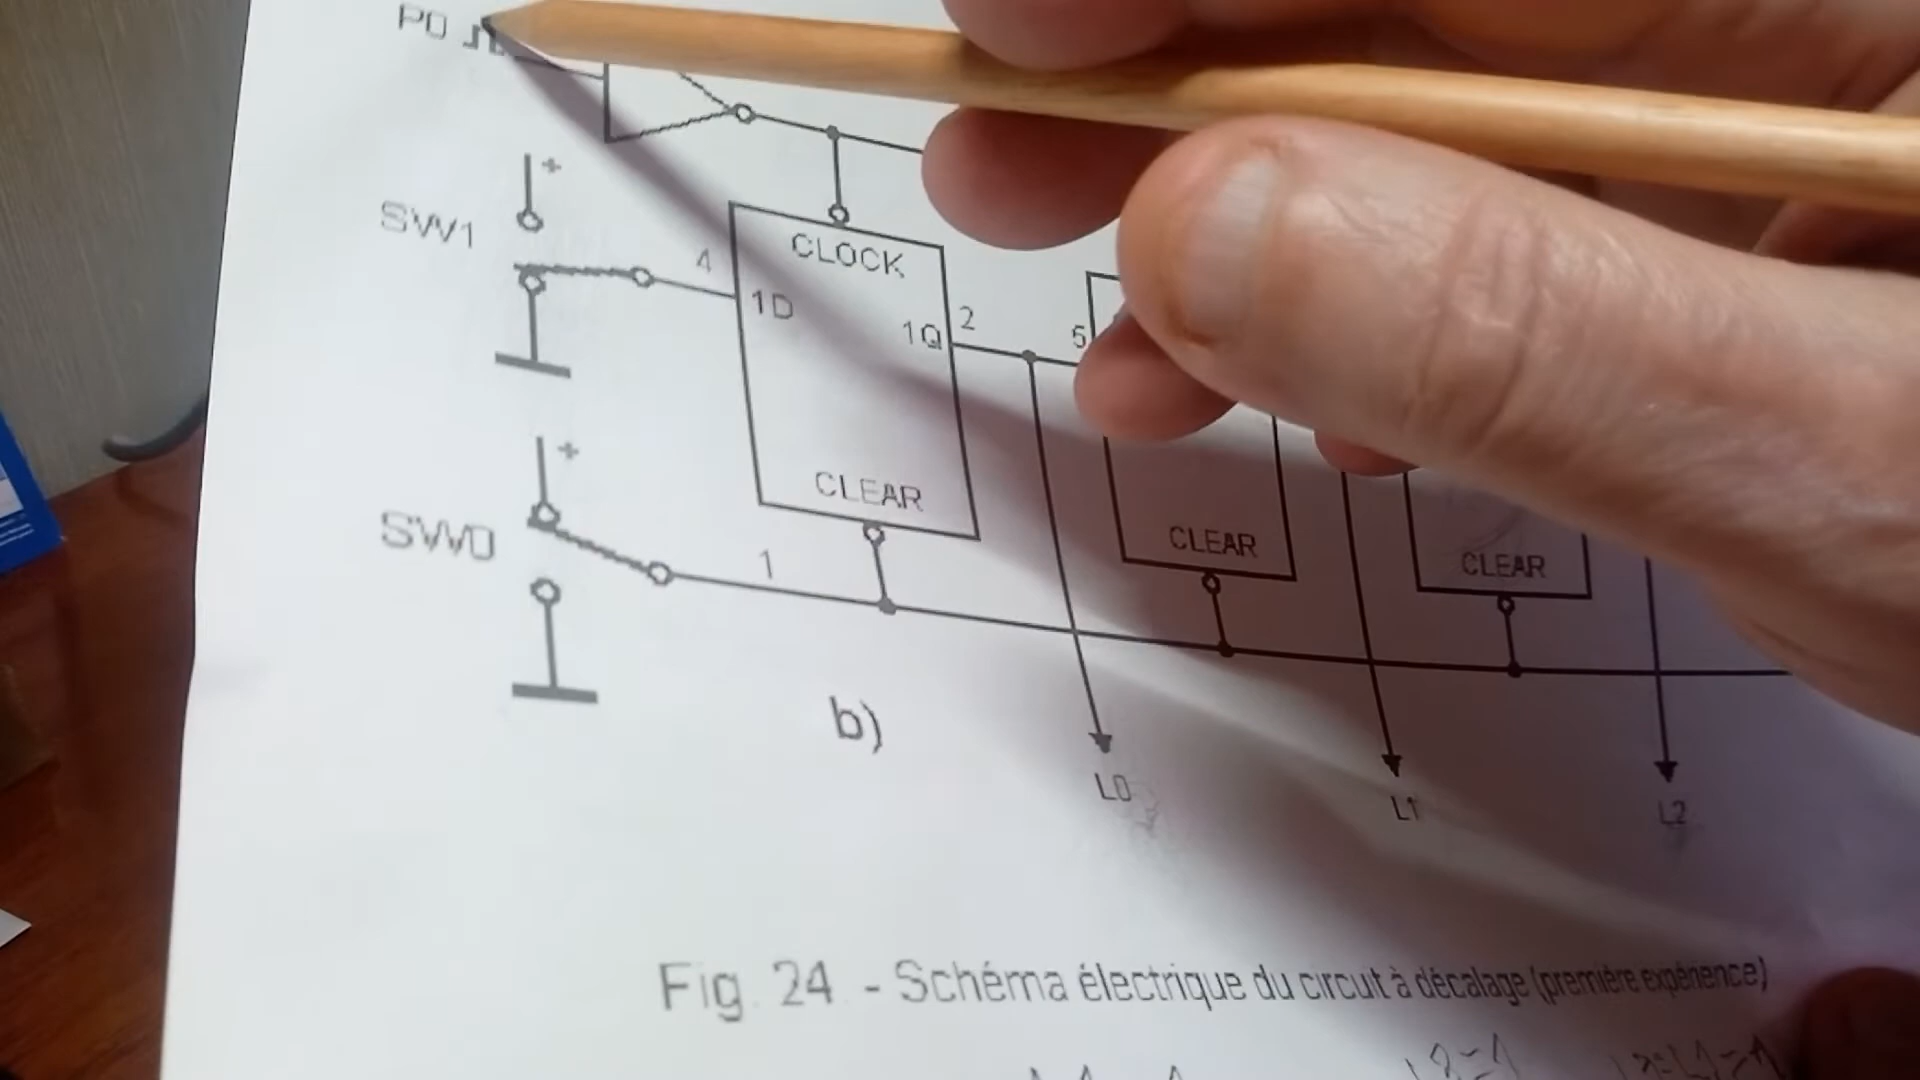 P0
+
SW1
4
CLOCK
1D
1Q
2
5
+
CLEAR
SW0
1
CLEAR
CLEAR
b)
L0
L1
L2
Fig. 24 - Schéma électrique du circuit à décalage (première expérience)